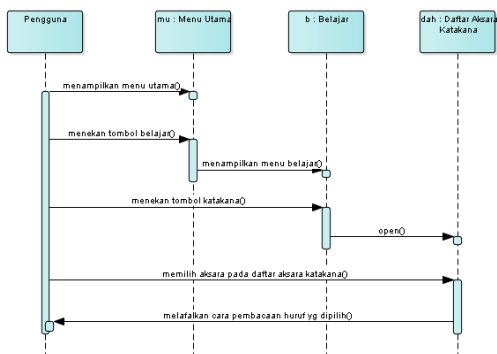 Pengguna
mu : Menu Utama
b : Belajar
dah : Daftar Aksara
Katakana
menampilkan menu utama()
menekan tombol belajar()
menampilkan menu belajar()
menekan tombol katakana()
open()
memilih aksara pada daftar aksara katakana()
melafalkan cara pembacaan huruf yg dipilih()